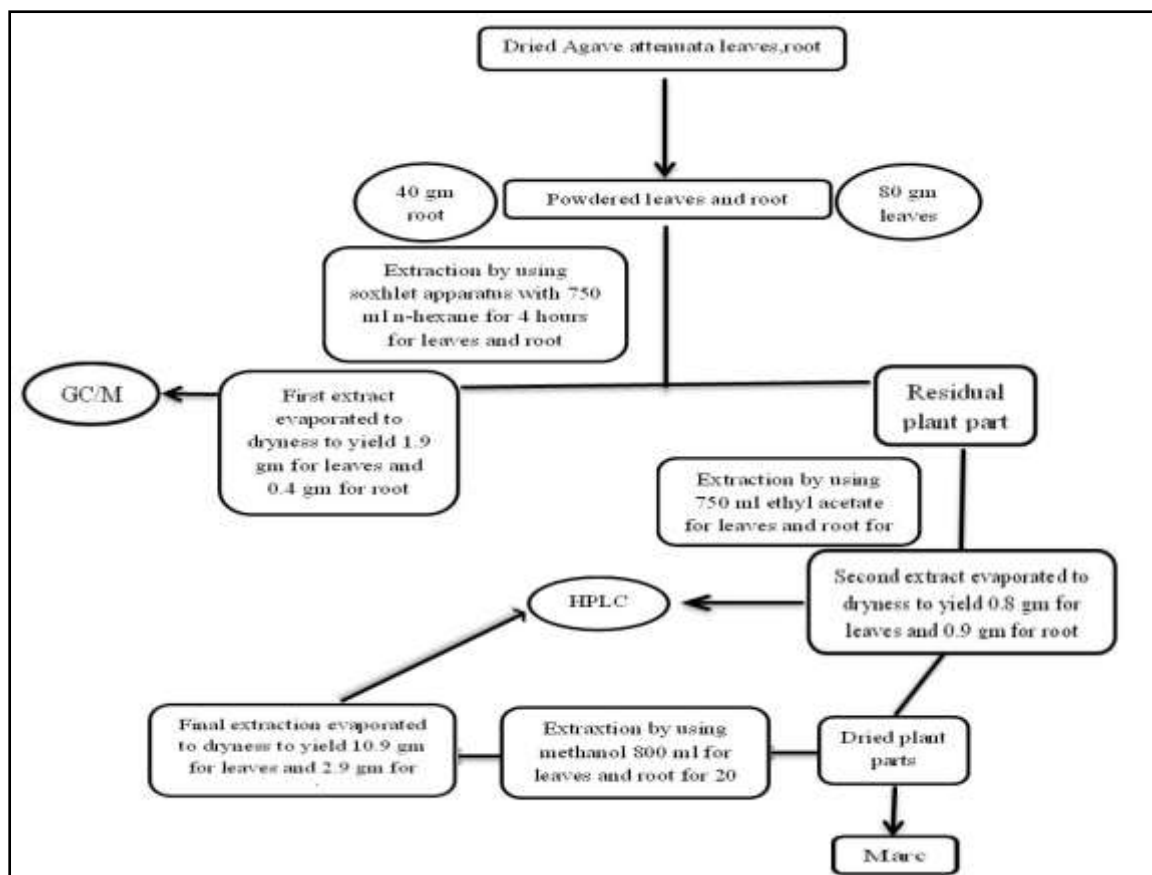 Dried Agave attenuata leaves,root
40 gm
root
Powdered leaves and root
80 gm
leaves
Extraction by using
soxhlet apparatus with 750
ml n-hexane for 4 hours
for leaves and root
GC/M
First extract
evaporated to
dryness to yield 1.9
gm for leaves and
0.4 gm for root
Residual
plant part
Extraction by using
750 ml ethyl acetate
for leaves and root for
Second extract evaporated to
dryness to yield 0.8 gm for
leaves and 0.9 gm for root
HPLC
Final extraction evaporated
to dryness to yield 10.9 gm
for leaves and 2.9 gm for
Extraxtion by using
methanol 800 ml for
leaves and root for 20
Dried plant
parts
Marc